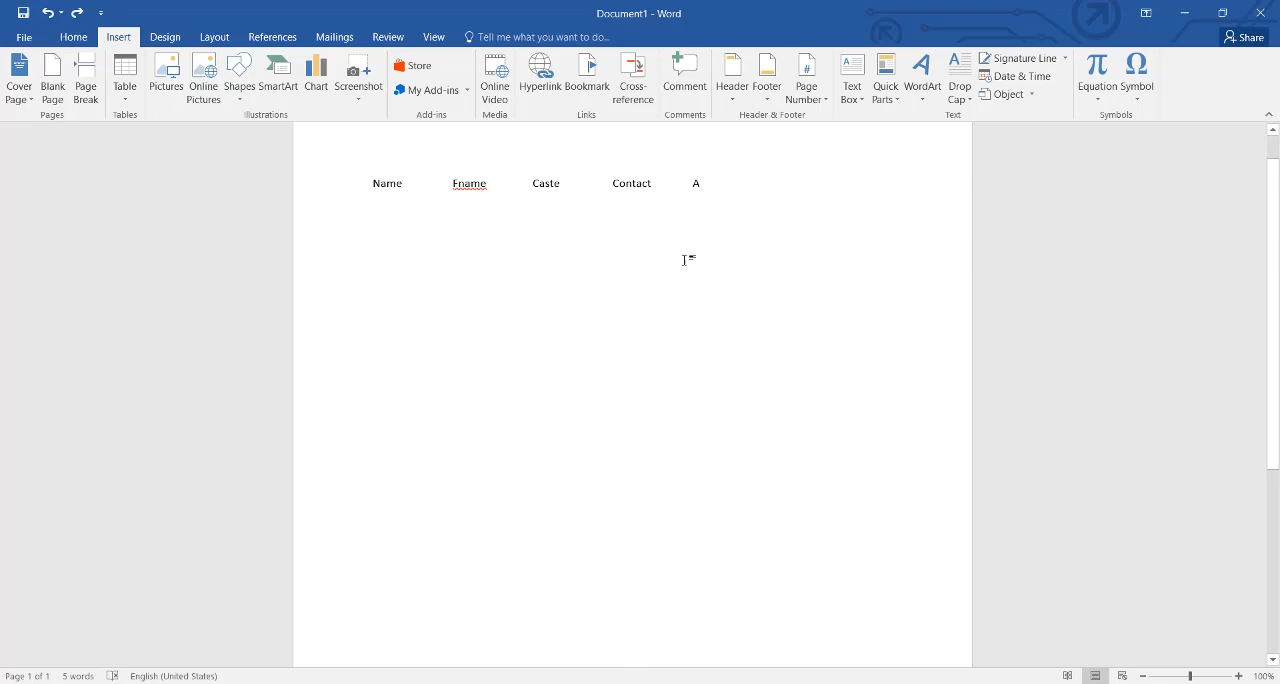 Document1 - Word
File Home Insert Design Layout References Mailings Review View Tell me what you want to do... Share
Cover Page Blank Page Page Break Table Pictures Online Pictures Shapes SmartArt Chart Screenshot Store My Add-ins Online Video Hyperlink Bookmark Cross-reference Comment Header Footer Page Number Text Box Quick Parts WordArt Drop Cap Signature Line Date & Time Object Equation Symbol
Pages Tables Illustrations Add-ins Media Links Comments Header & Footer Text Symbols
Name Fname Caste Contact A
Page 1 of 1 5 words English (United States) 100%